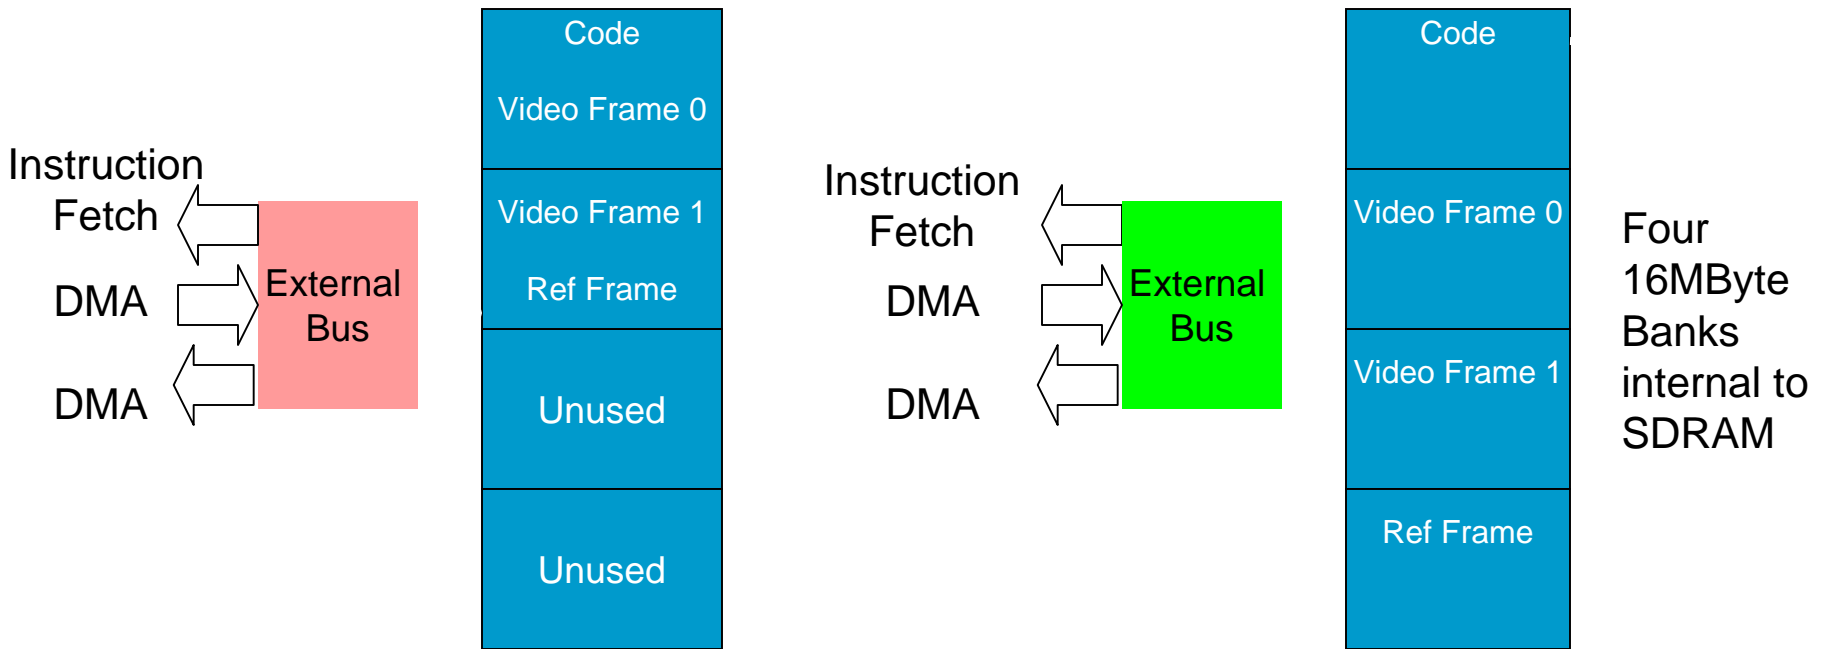 Instruction
Fetch
DMA
DMA
External
Bus
Code
Video Frame 0
Video Frame 1
Ref Frame
Unused
Unused
Instruction
Fetch
DMA
DMA
External
Bus
Code
Video Frame 0
Video Frame 1
Ref Frame
Four
16MByte
Banks
internal to
SDRAM